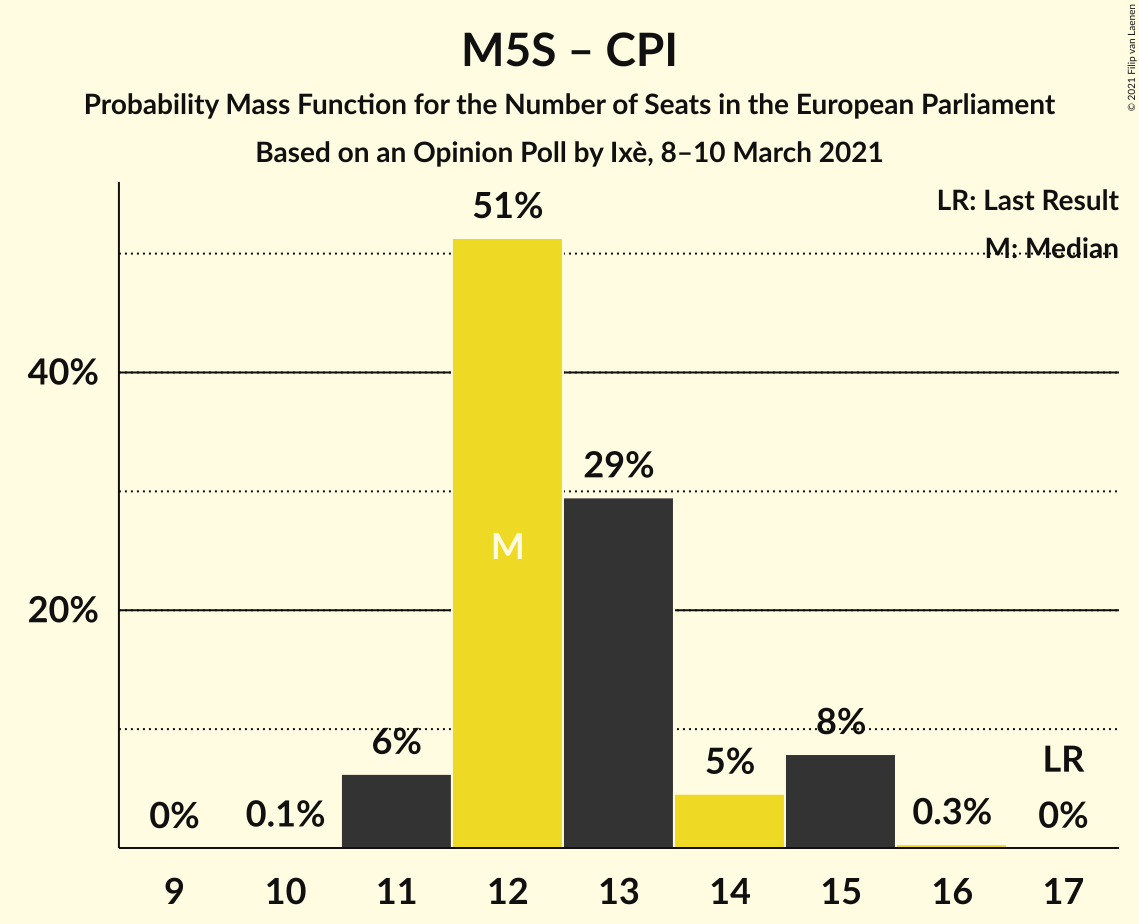 M5S – CPI
Probability Mass Function for the Number of Seats in the European Parliament
Based on an Opinion Poll by Ixè, 8–10 March 2021
© 2021 Filip van Laenen
LR: Last Result
M: Median
51%
40%
29%
M
20%
8%
6%
5%
LR
0%
0.1%
0.3%
0%
9 10 11 12 13 14 15 16 17